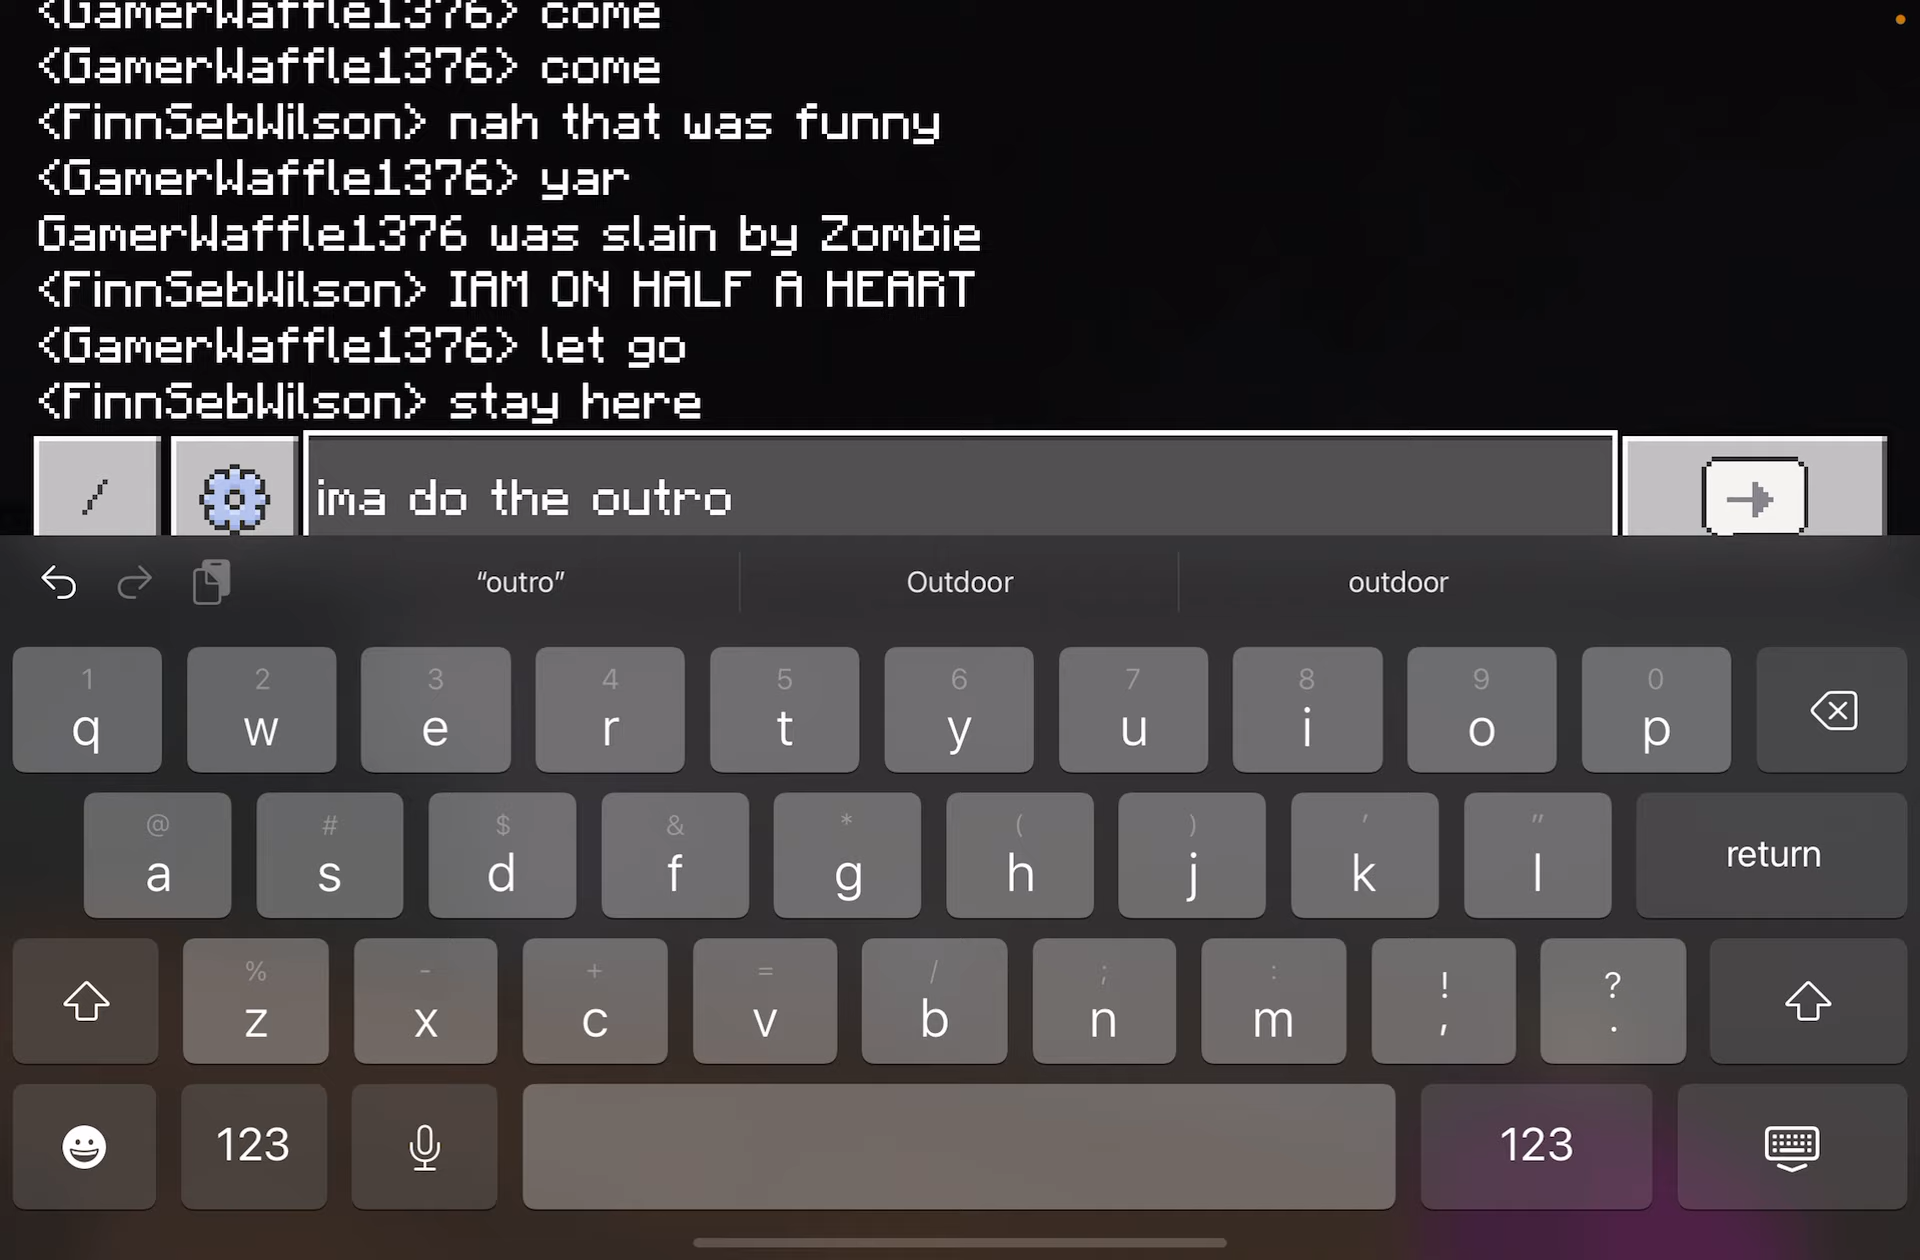 <GamerWaffle1376> come
<GamerWaffle1376> come
<FinnSebWilson> nah that was funny
<GamerWaffle1376> yar
GamerWaffle1376 was slain by Zombie
<FinnSebWilson> IAM ON HALF A HEART
<GamerWaffle1376> let go
<FinnSebWilson> stay here
/ ima do the outro
“outro” Outdoor outdoor
1 2 3 4 5 6 7 8 9 0
q w e r t y u i o p
@ # $ & * ( ) ' "
a s d f g h j k l return
% - + = / ; : ! ?
z x c v b n m , .
123 123